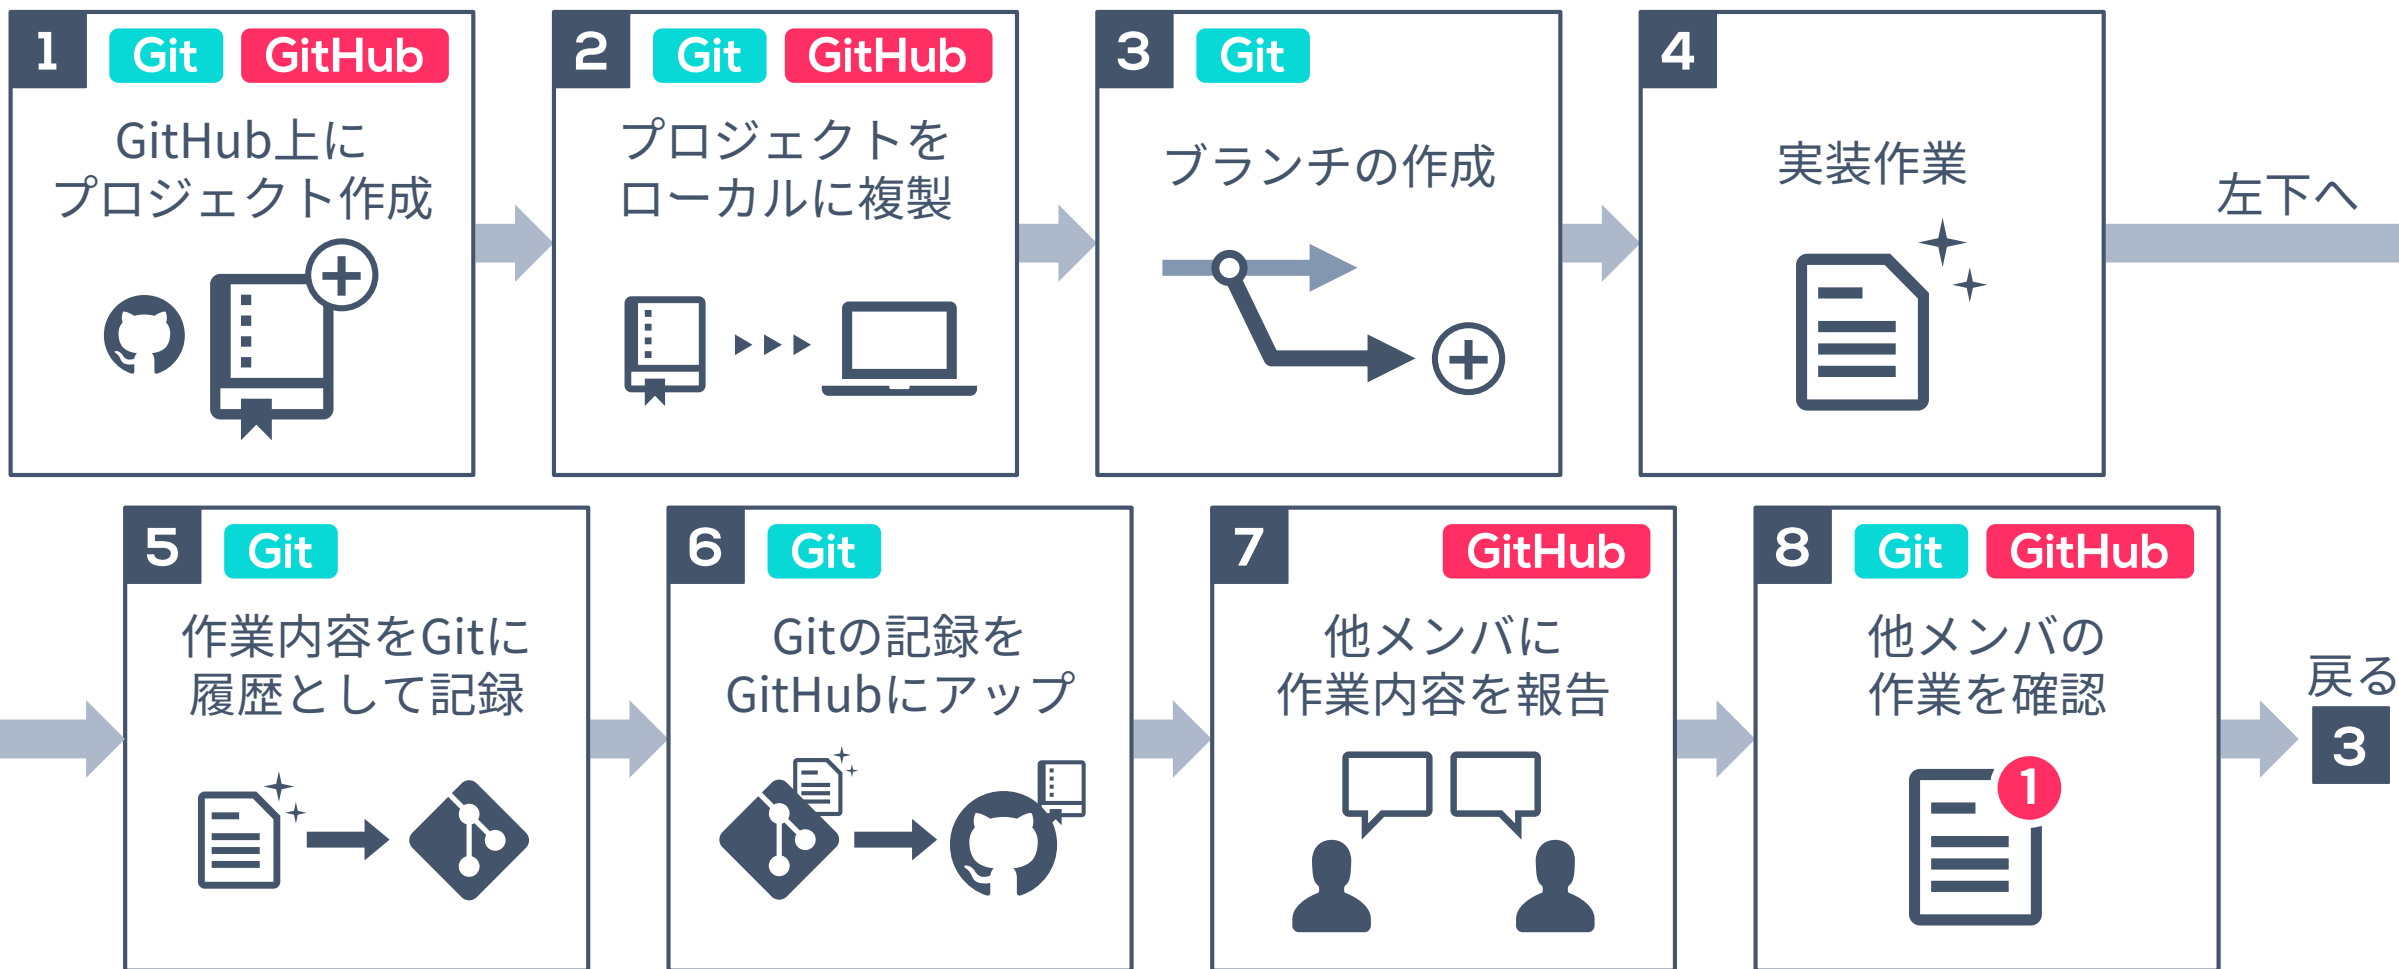 1 Git GitHub
GitHub上に
プロジェクト作成
2 Git GitHub
プロジェクトを
ローカルに複製
3 Git
ブランチの作成
4
実装作業
左下へ
5 Git
作業内容をGitに
履歴として記録
6 Git
Gitの記録を
GitHubにアップ
7 GitHub
他メンバに
作業内容を報告
8 Git GitHub
他メンバの
作業を確認
1
戻る
3